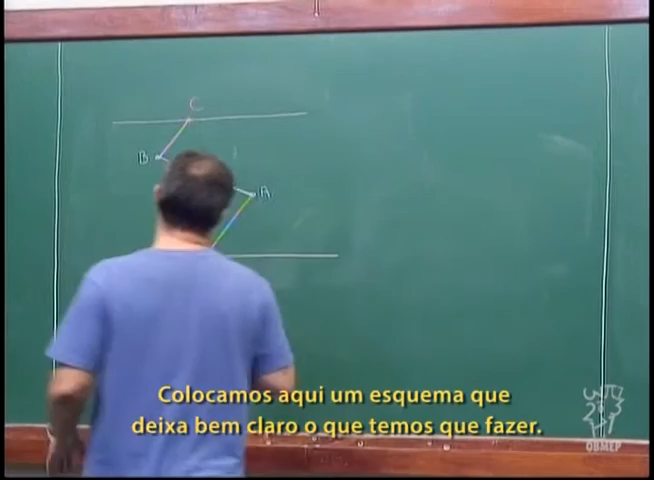 C
B
A
Colocamos aqui um esquema que
deixa bem claro o que temos que fazer.
OBMEP